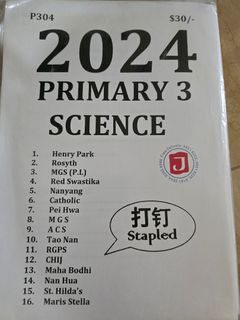 P304 $30/-
2024
PRIMARY 3
SCIENCE
1. Henry Park
2. Rosyth
3. MGS (P.L)
4. Red Swastika
5. Nanyang
6. Catholic
7. Pei Hwa
8. M G S
9. A C S
10. Tao Nan
11. RGPS
12. CHIJ
13. Maha Bodhi
14. Nan Hua
15. St. Hilda's
16. Maris Stella
打钉
Stapled
J